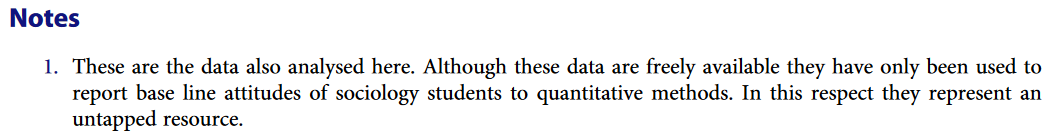 Notes
1. These are the data also analysed here. Although these data are freely available they have only been used to
report base line attitudes of sociology students to quantitative methods. In this respect they represent an
untapped resource.